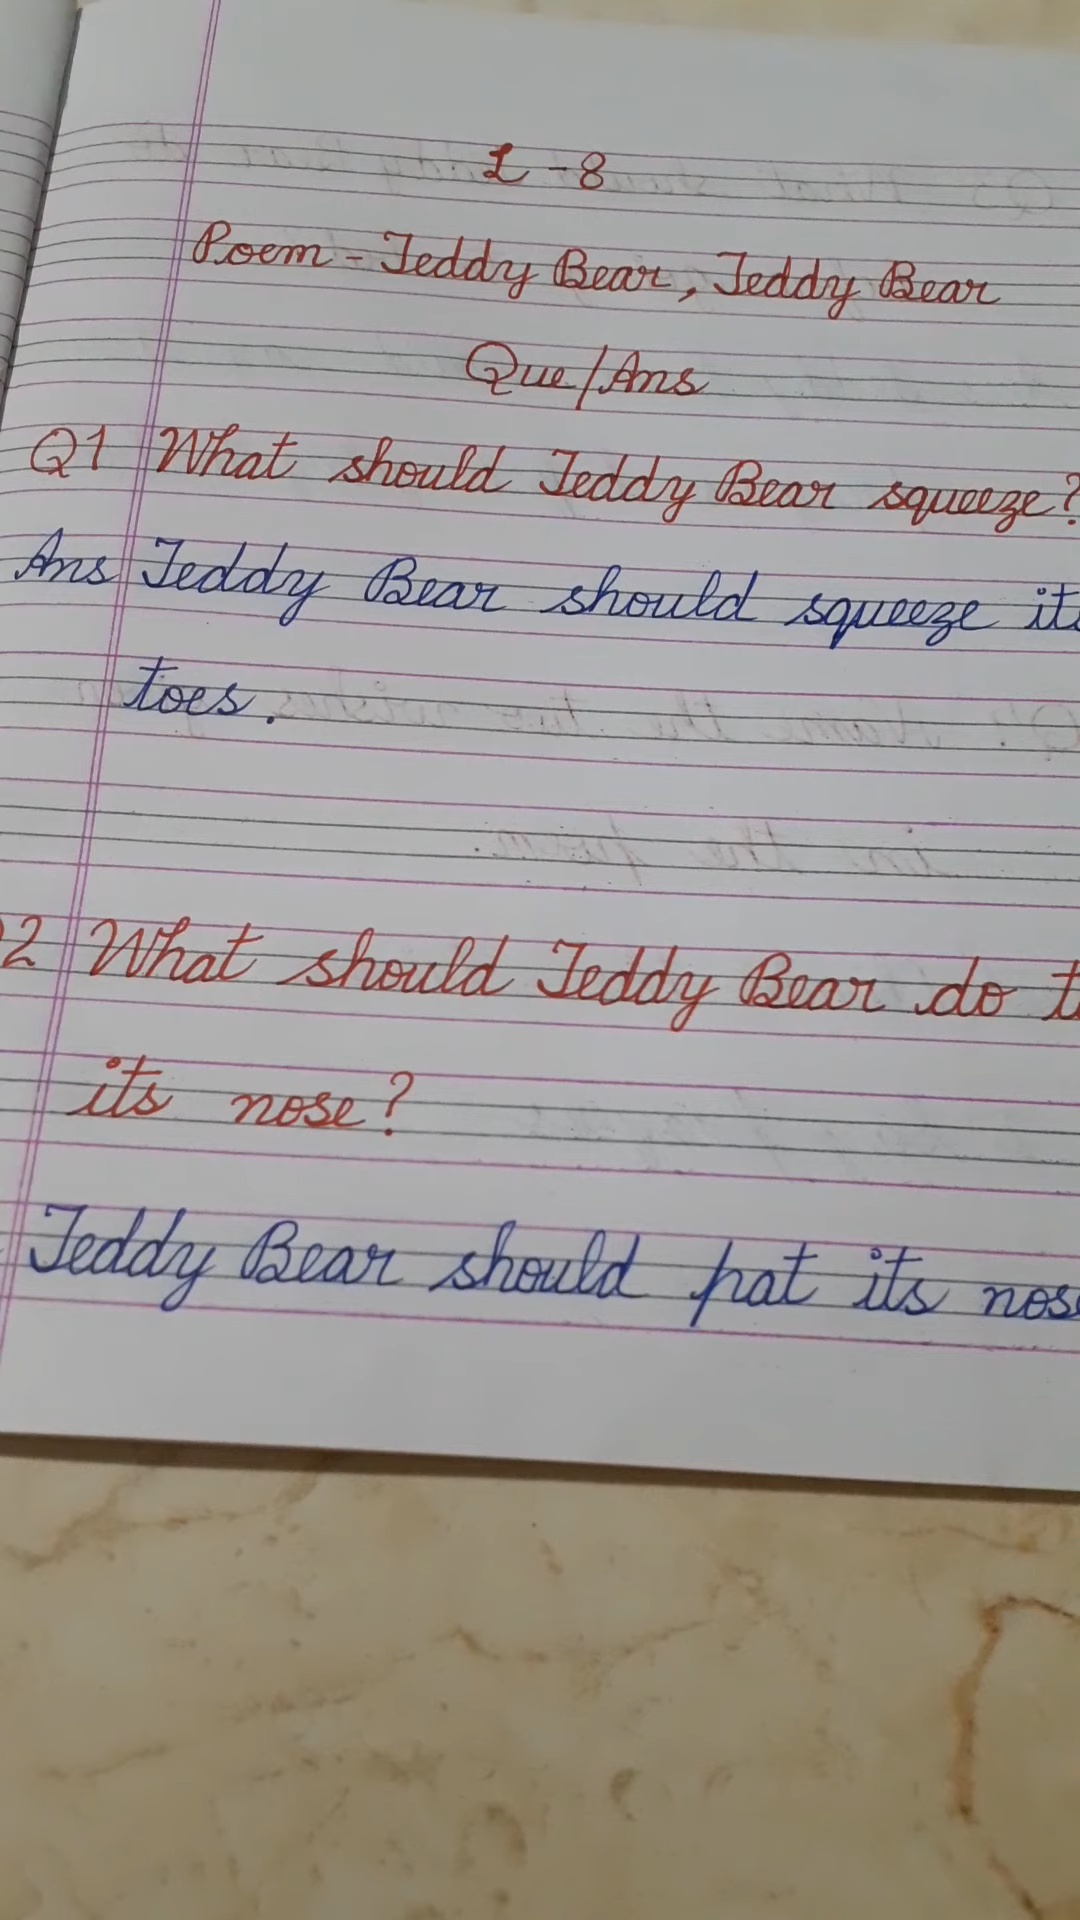 L-8
Poem - Teddy Bear, Teddy Bear
Que/Ans
Q1 What should Teddy Bear squeeze?
Ans Teddy Bear should squeeze its
toes.
2 What should Teddy Bear do
its nose?
Teddy Bear should pat its